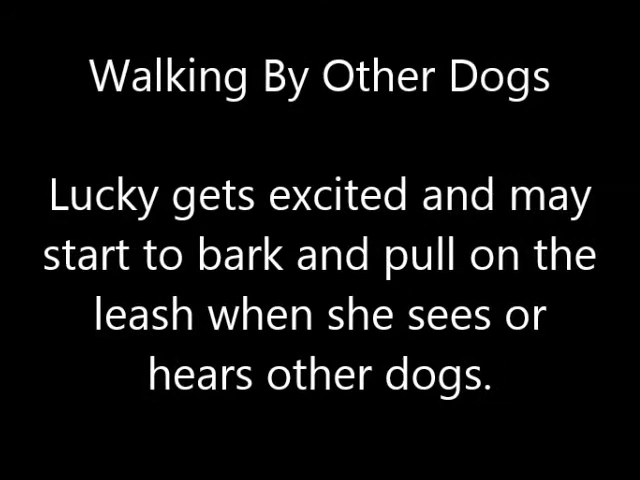 Walking By Other Dogs
Lucky gets excited and may
start to bark and pull on the
leash when she sees or
hears other dogs.